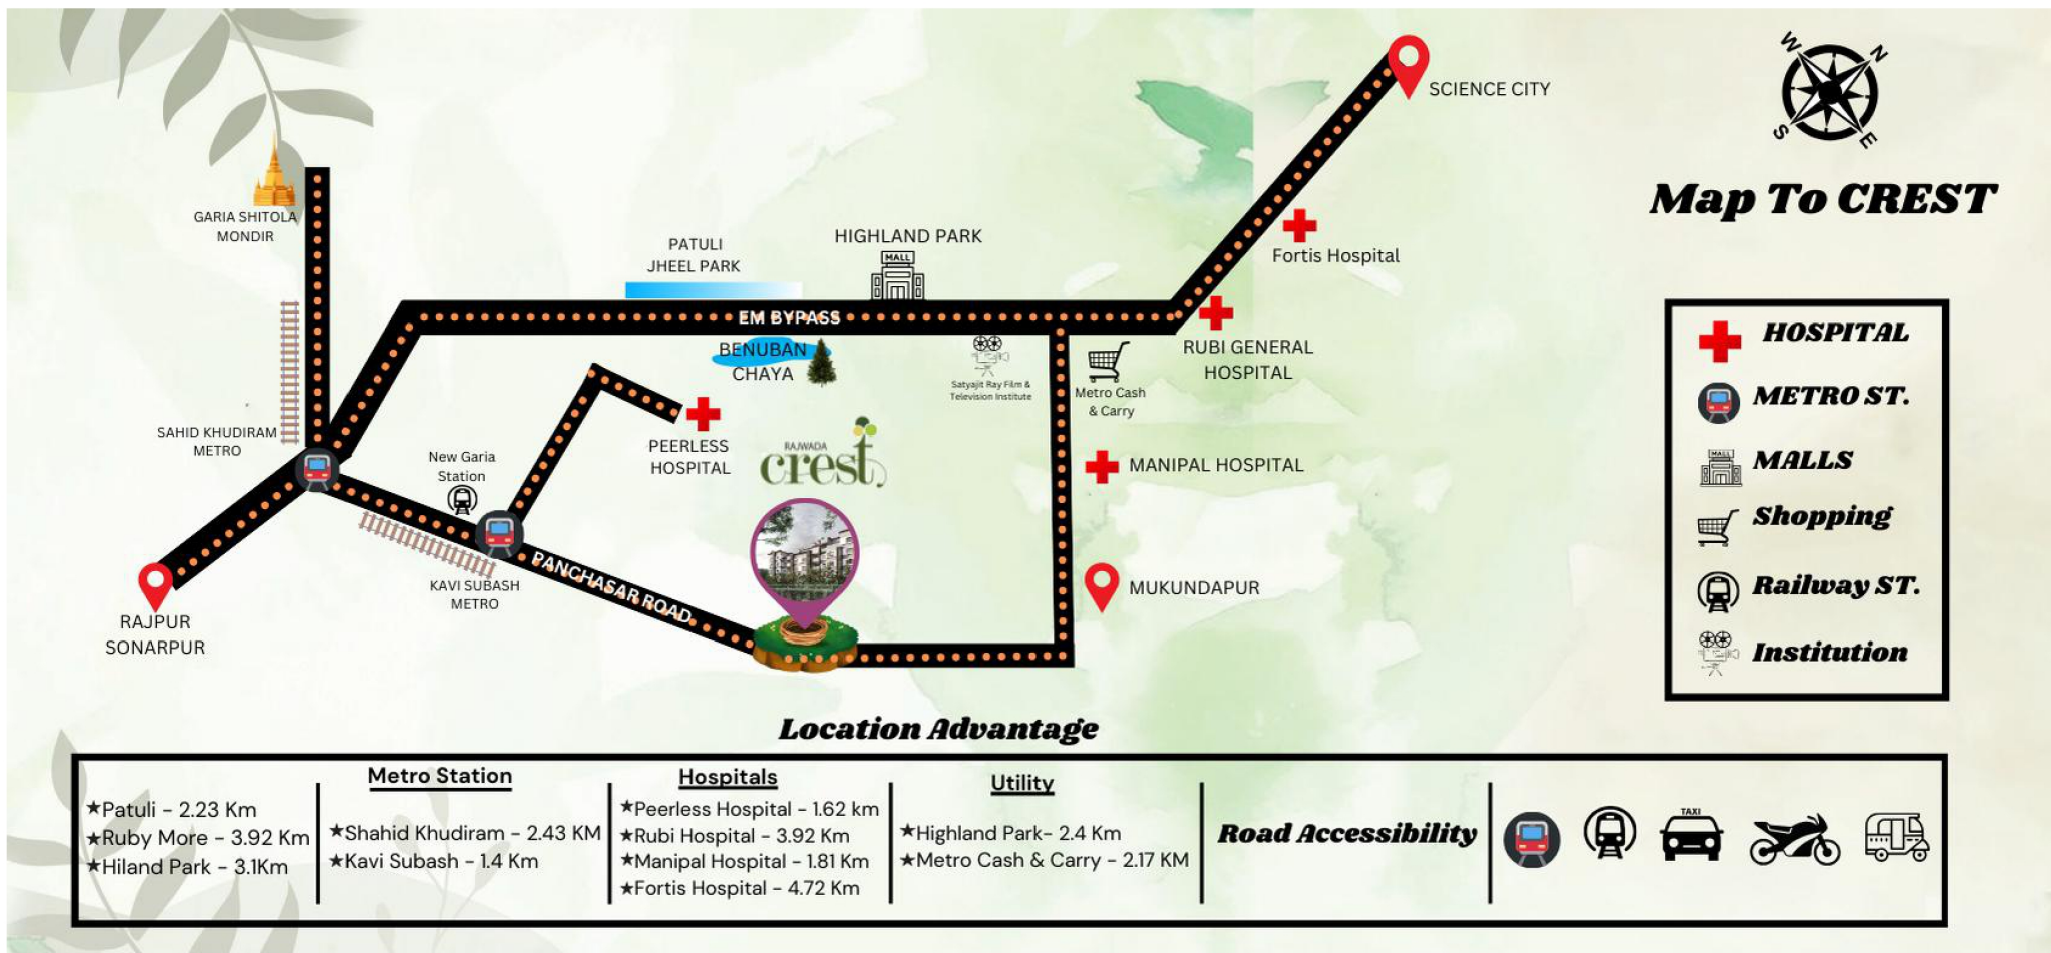 W
N
S
E
Map To CREST
SCIENCE CITY
GARIA SHITOLA
MONDIR
PATULI
JHEEL PARK
HIGHLAND PARK
MALL
Fortis Hospital
EM BYPASS
BENUBAN
CHAYA
Satyajit Ray Film &
Television Institute
Metro Cash
& Carry
RUBI GENERAL
HOSPITAL
SAHID KHUDIRAM
METRO
New Garia
Station
PEERLESS
HOSPITAL
RAJWADA
crest
MANIPAL HOSPITAL
KAVI SUBASH
METRO
PANCHASAR ROAD
MUKUNDAPUR
RAJPUR
SONARPUR
HOSPITAL
METRO ST.
MALL
MALLS
Shopping
Railway ST.
Institution
Location Advantage
★Patuli - 2.23 Km
★Ruby More - 3.92 Km
★Hiland Park - 3.1Km
Metro Station
★Shahid Khudiram - 2.43 KM
★Kavi Subash - 1.4 Km
Hospitals
★Peerless Hospital - 1.62 km
★Rubi Hospital - 3.92 Km
★Manipal Hospital - 1.81 Km
★Fortis Hospital - 4.72 Km
Utility
★Highland Park- 2.4 Km
★Metro Cash & Carry - 2.17 KM
Road Accessibility
TAXI